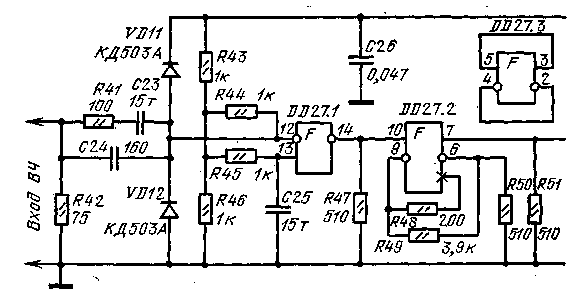 VD11
КД503А
R43
1к
C26
0,047
DD27.3
5
F
3
4
2
R41
100
C23
15т
R44
1к
DD27.1
DD27.2
12
F
14
13
10
F
7
9
6
C24
160
R45
1к
Вход ВЧ
R42
75
VD12
КД503А
R46
1к
C25
15т
R47
510
R48
200
R49
3,9к
R50
510
R51
510